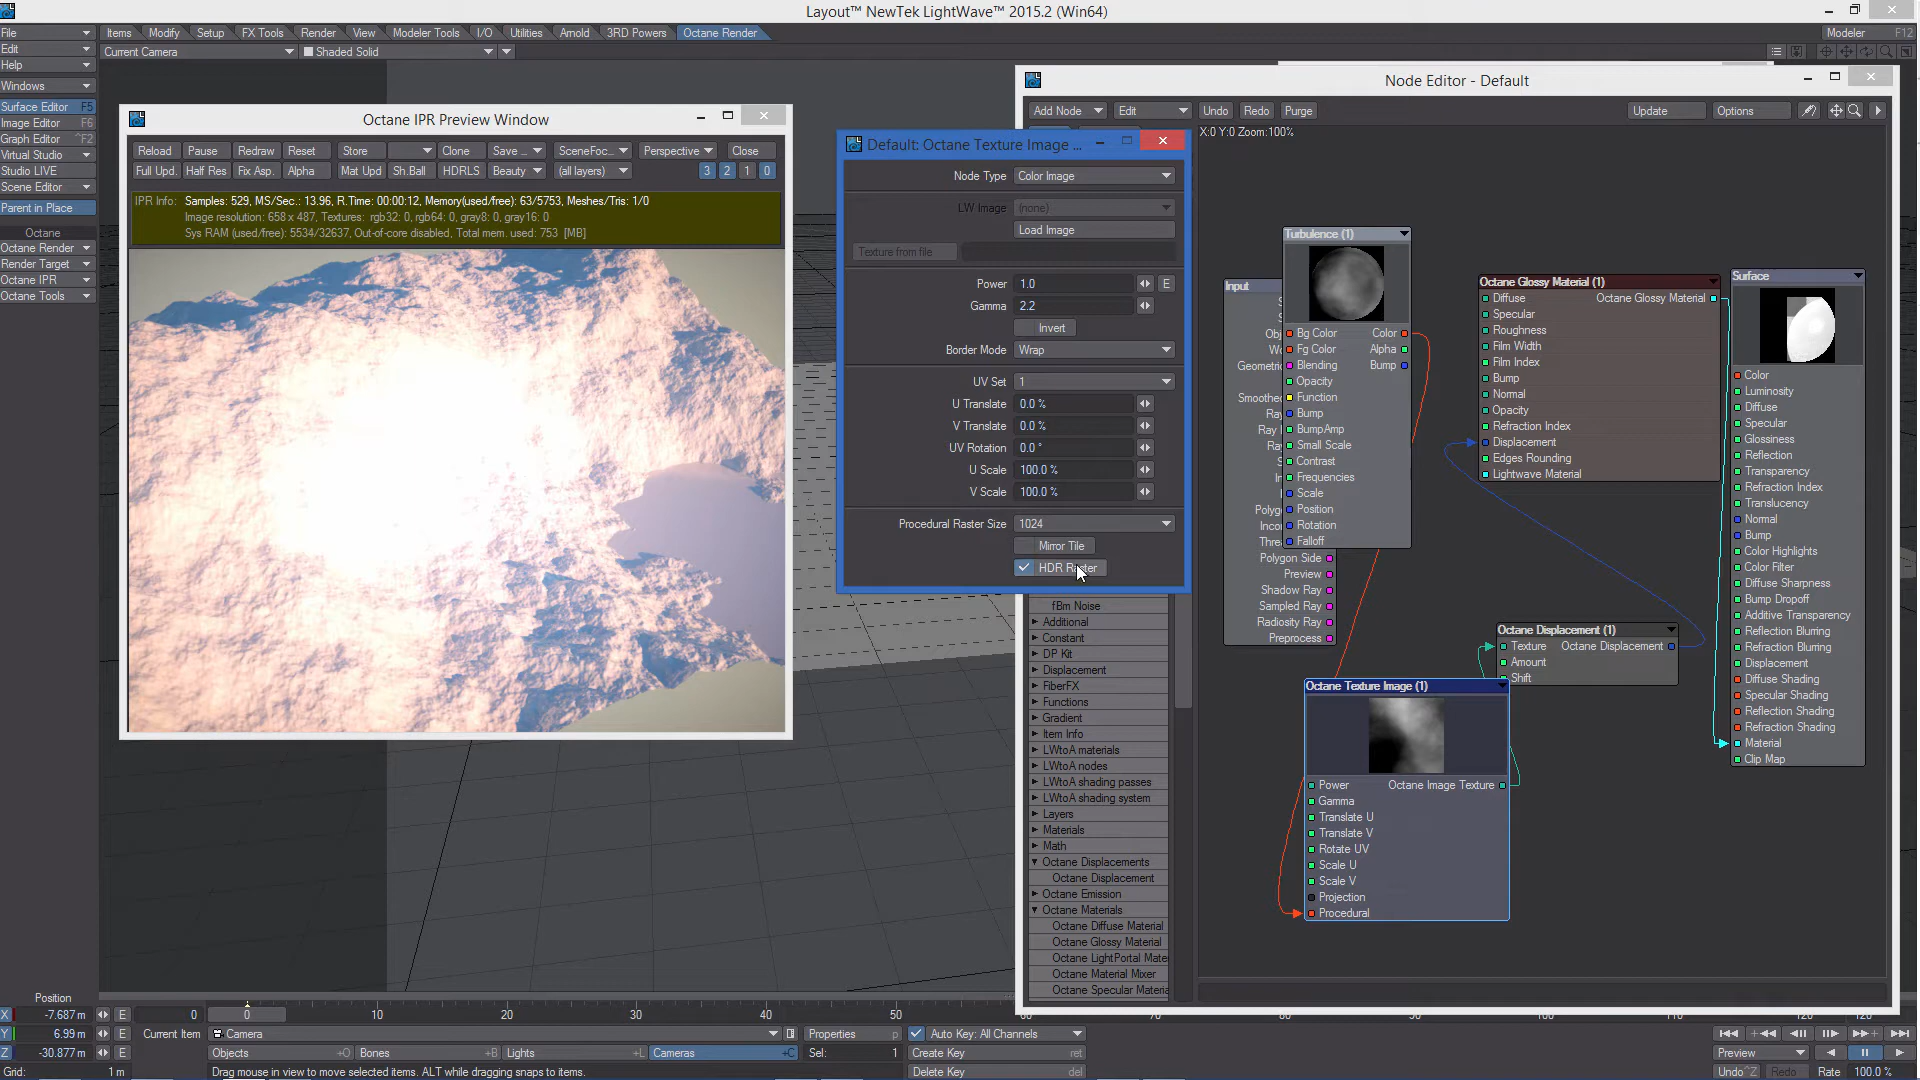 Layout™ NewTek LightWave™ 2015.2 (Win64)
File
Items Modify Setup FX Tools Render View Modeler Tools I/O Utilities Arnold 3RD Powers Octane Render
Modeler F12
Edit
Current Camera Shaded Solid
Help
Windows
Surface Editor F5
Image Editor F6
Graph Editor ^F2
Virtual Studio
Studio LIVE
Scene Editor
Parent in Place
Octane
Octane Render
Render Target
Octane IPR
Octane Tools
Octane IPR Preview Window
Reload Pause Redraw Reset Store Clone Save ... SceneFoc... Perspective Close
Full Upd. Half Res Fix Asp. Alpha Mat Upd Sh.Ball HDRLS Beauty (all layers) 3 2 1 0
IPR Info: Samples: 529, MS/Sec.: 13.96, R.Time: 00:00:12, Memory(used/free): 63/5753, Meshes/Tris: 1/0
Image resolution: 658 x 487, Textures: rgb32: 0, rgb64: 0, gray8: 0, gray16: 0
Sys RAM (used/free): 5534/32637, Out-of-core disabled, Total mem. used: 753 [MB]
Default: Octane Texture Image ...
Node Type Color Image
LW Image (none)
Load Image
Texture from file
Power 1.0 E
Gamma 2.2
Invert
Border Mode Wrap
UV Set 1
U Translate 0.0 %
V Translate 0.0 %
UV Rotation 0.0 °
U Scale 100.0 %
V Scale 100.0 %
Procedural Raster Size 1024
Mirror Tile
HDR Raster
Node Editor - Default
Add Node Edit Undo Redo Purge Update Options
X:0 Y:0 Zoom:100%
fBm Noise
Additional
Constant
DP Kit
Displacement
FiberFX
Functions
Gradient
Item Info
LWtoA materials
LWtoA nodes
LWtoA shading passes
LWtoA shading system
Layers
Materials
Math
Octane Displacements
Octane Displacement
Octane Emission
Octane Materials
Octane Diffuse Material
Octane Glossy Material
Octane LightPortal Mate
Octane Material Mixer
Octane Specular Materia
Input
Polygon Side
Preview
Shadow Ray
Sampled Ray
Radiosity Ray
Preprocess
Turbulence (1)
Bg Color Color
Fg Color Alpha
Blending Bump
Opacity
Function
Bump
BumpAmp
Small Scale
Contrast
Frequencies
Scale
Position
Rotation
Falloff
Octane Glossy Material (1)
Diffuse Octane Glossy Material
Specular
Roughness
Film Width
Film Index
Bump
Normal
Opacity
Refraction Index
Displacement
Edges Rounding
Lightwave Material
Surface
Color
Luminosity
Diffuse
Specular
Glossiness
Reflection
Transparency
Refraction Index
Translucency
Normal
Bump
Color Highlights
Color Filter
Diffuse Sharpness
Bump Dropoff
Additive Transparency
Reflection Blurring
Refraction Blurring
Displacement
Diffuse Shading
Specular Shading
Reflection Shading
Refraction Shading
Material
Clip Map
Octane Displacement (1)
Texture Octane Displacement
Amount
Shift
Octane Texture Image (1)
Power Octane Image Texture
Gamma
Translate U
Translate V
Rotate UV
Scale U
Scale V
Projection
Procedural
Position
X -7.687 m E 0 0 10 20 30 40 50
Y 6.99 m E Current Item Camera Properties p Auto Key: All Channels
Z -30.877 m E Objects +O Bones +B Lights +L Cameras +C Sel: 1 Create Key ret Preview
Grid: 1 m Drag mouse in view to move selected items. ALT while dragging snaps to items. Delete Key del Undo ^Z Redo Rate 100.0 %